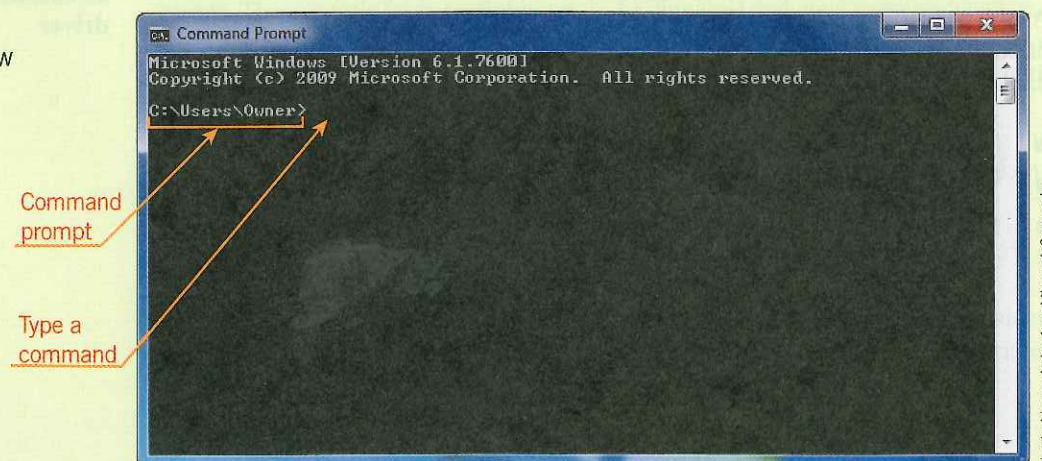 w
Command Prompt
Microsoft Windows [Version 6.1.7600]
Copyright (c) 2009 Microsoft Corporation.  All rights reserved.
C:\Users\Owner>
Command
prompt
Type a
command
driver